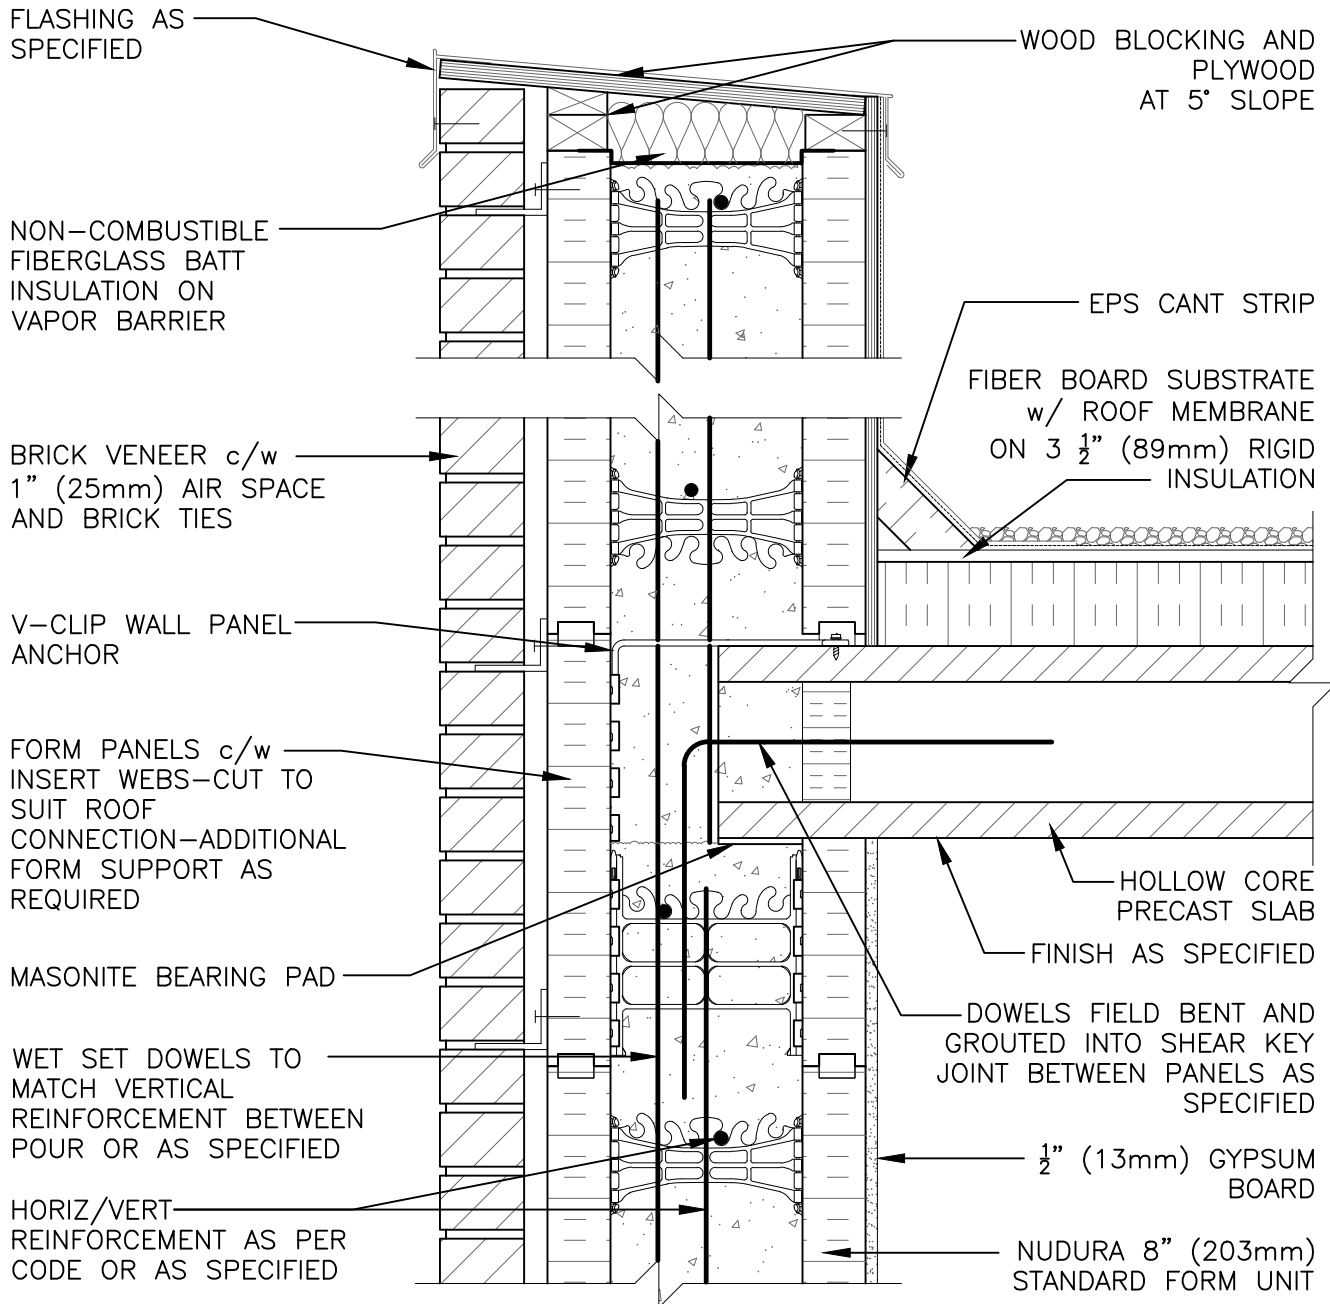 FLASHING AS
SPECIFIED
WOOD BLOCKING AND
PLYWOOD
AT 5° SLOPE
NON-COMBUSTIBLE
FIBERGLASS BATT
INSULATION ON
VAPOR BARRIER
EPS CANT STRIP
FIBER BOARD SUBSTRATE
w/ ROOF MEMBRANE
ON 3 ½" (89mm) RIGID
INSULATION
BRICK VENEER c/w
1" (25mm) AIR SPACE
AND BRICK TIES
V-CLIP WALL PANEL
ANCHOR
FORM PANELS c/w
INSERT WEBS-CUT TO
SUIT ROOF
CONNECTION-ADDITIONAL
FORM SUPPORT AS
REQUIRED
HOLLOW CORE
PRECAST SLAB
FINISH AS SPECIFIED
MASONITE BEARING PAD
DOWELS FIELD BENT AND
GROUTED INTO SHEAR KEY
JOINT BETWEEN PANELS AS
SPECIFIED
WET SET DOWELS TO
MATCH VERTICAL
REINFORCEMENT BETWEEN
POUR OR AS SPECIFIED
½" (13mm) GYPSUM
BOARD
HORIZ/VERT
REINFORCEMENT AS PER
CODE OR AS SPECIFIED
NUDURA 8" (203mm)
STANDARD FORM UNIT